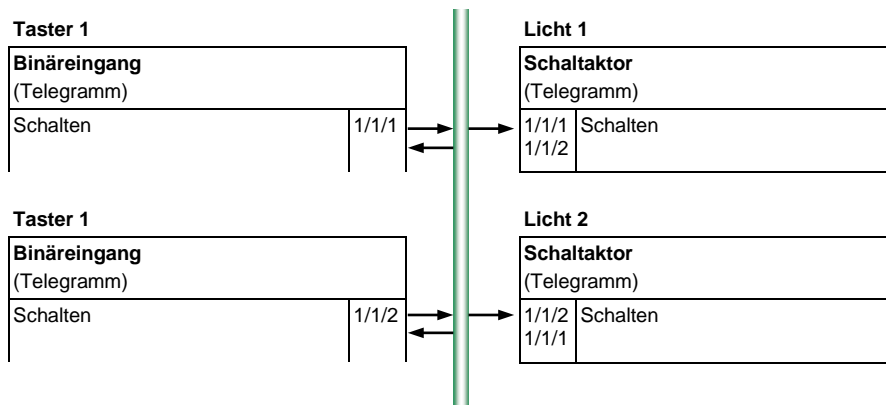 Taster 1
Licht 1
Binäreingang
(Telegramm)
Schaltaktor
(Telegramm)
Schalten 1/1/1
1/1/1 Schalten
1/1/2
Taster 1
Licht 2
Binäreingang
(Telegramm)
Schaltaktor
(Telegramm)
Schalten 1/1/2
1/1/2 Schalten
1/1/1